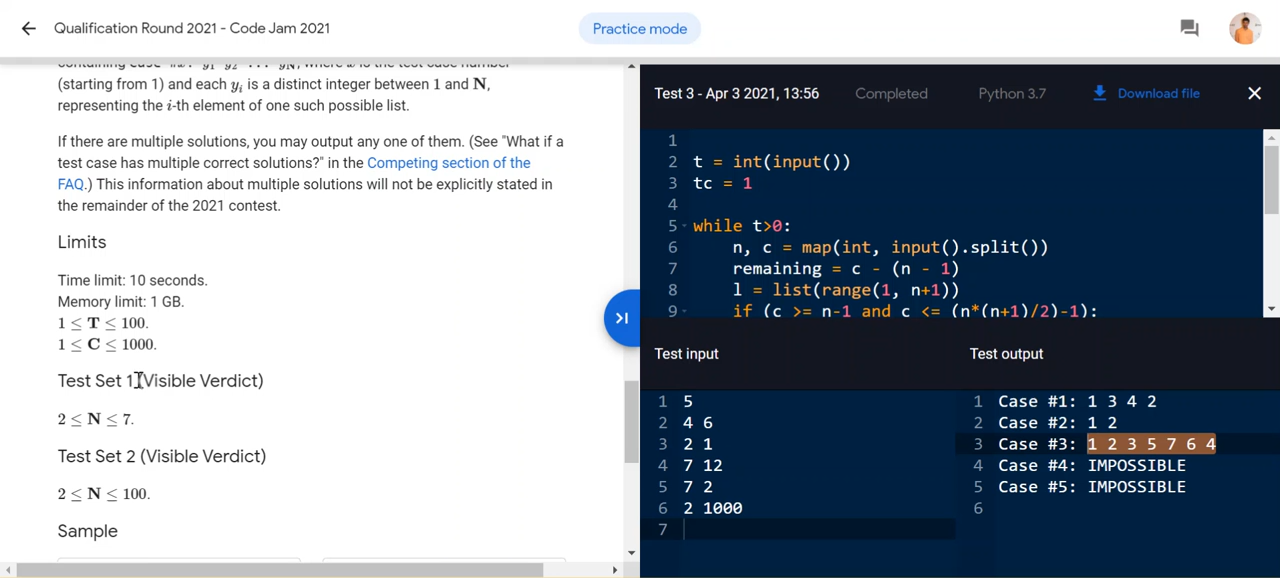 Qualification Round 2021 - Code Jam 2021
Practice mode
(starting from 1) and each yi is a distinct integer between 1 and N,
representing the i-th element of one such possible list.
If there are multiple solutions, you may output any one of them. (See "What if a
test case has multiple correct solutions?" in the Competing section of the
FAQ.) This information about multiple solutions will not be explicitly stated in
the remainder of the 2021 contest.
Limits
Time limit: 10 seconds.
Memory limit: 1 GB.
1 ≤ T ≤ 100.
1 ≤ C ≤ 1000.
Test Set 1 (Visible Verdict)
2 ≤ N ≤ 7.
Test Set 2 (Visible Verdict)
2 ≤ N ≤ 100.
Sample
Test 3 - Apr 3 2021, 13:56 Completed Python 3.7 Download file
1
2 t = int(input())
3 tc = 1
4
5 while t>0:
6 n, c = map(int, input().split())
7 remaining = c - (n - 1)
8 l = list(range(1, n+1))
9 if (c >= n-1 and c <= (n*(n+1)/2)-1):
Test input
1 5
2 4 6
3 2 1
4 7 12
5 7 2
6 2 1000
7
Test output
1 Case #1: 1 3 4 2
2 Case #2: 1 2
3 Case #3: 1 2 3 5 7 6 4
4 Case #4: IMPOSSIBLE
5 Case #5: IMPOSSIBLE
6